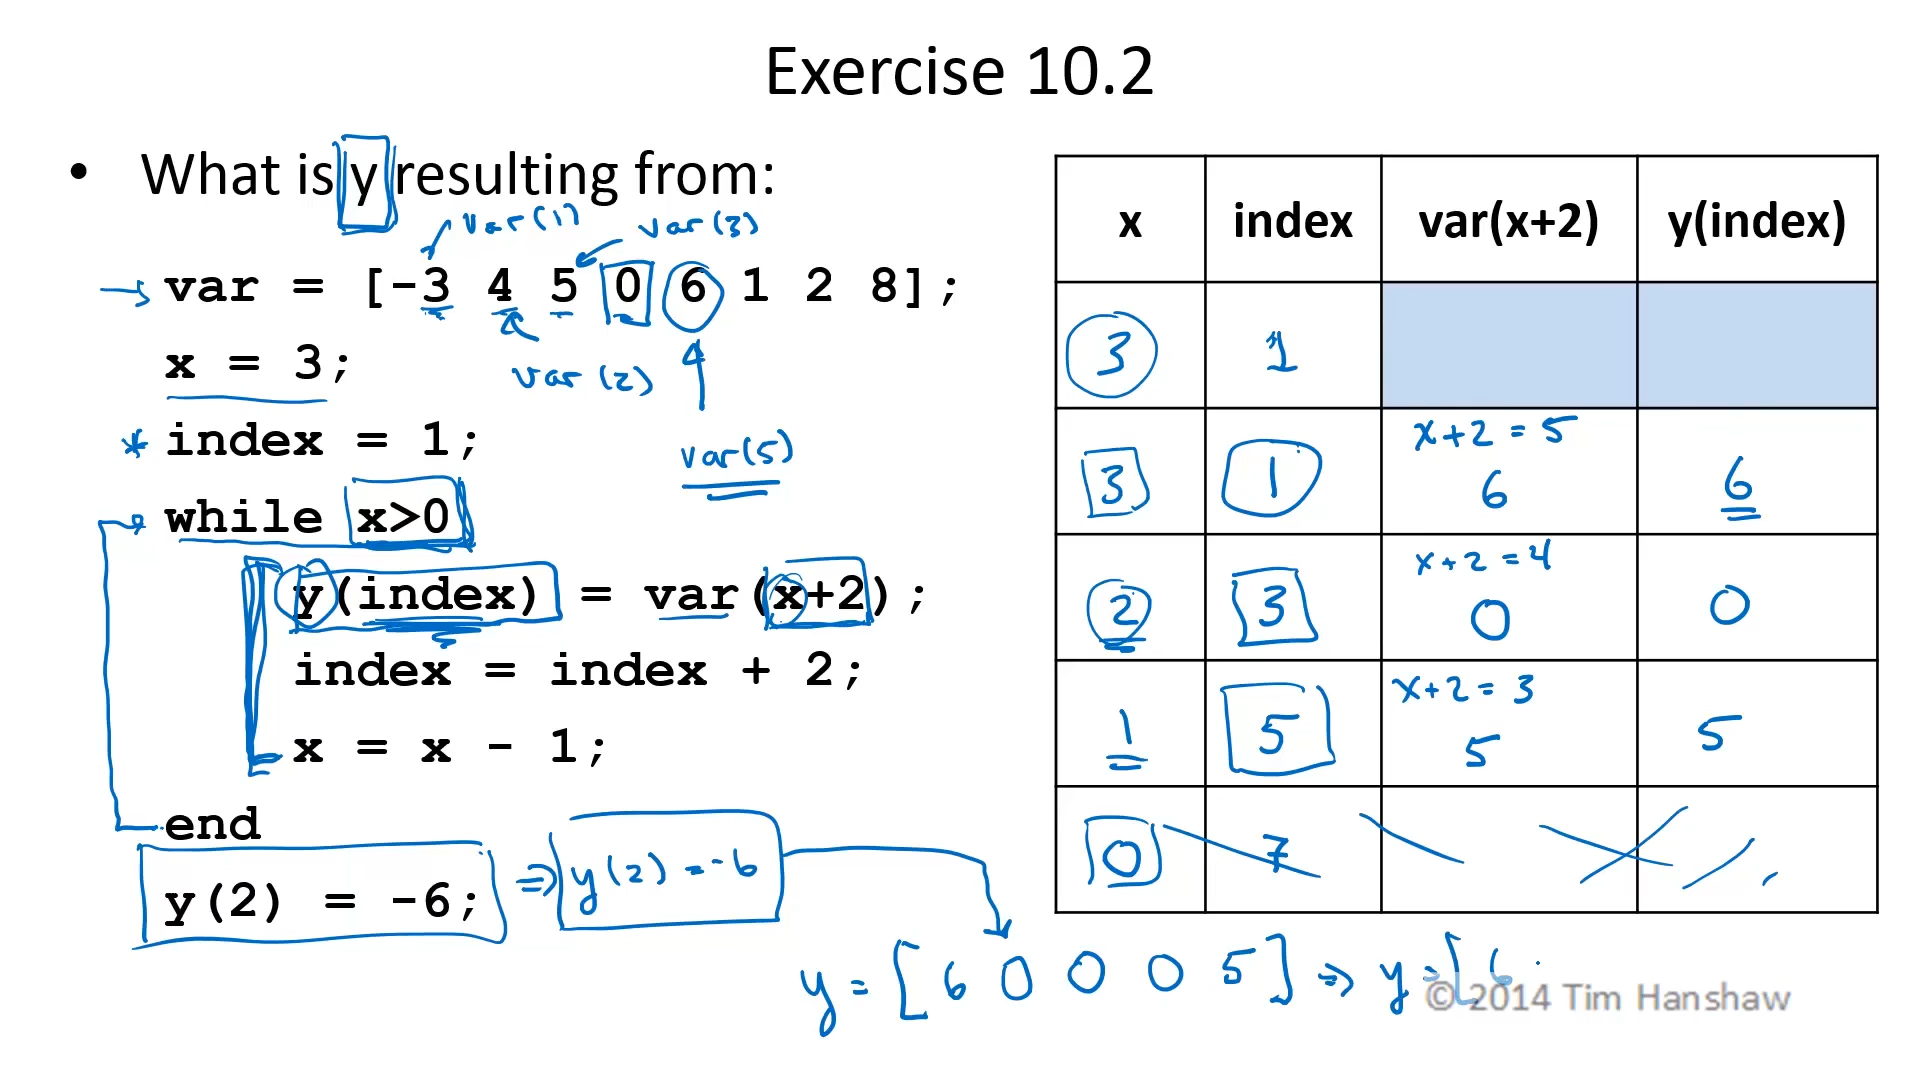 Exercise 10.2
• What is y resulting from:
var(1) var(3)
var = [-3 4 5 0 6 1 2 8];
x = 3;
var(2)
* index = 1;
var(5)
while x>0
y(index) = var(x+2);
index = index + 2;
x = x - 1;
end
y(2) = -6; ⇒ y(2) = -6
x index var(x+2) y(index)
3 1
x+2 = 5
3 1 6 6
x+2 = 4
2 3 0 0
x+2 = 3
1 5 5 5
0 7
y = [6 0 0 0 5] ⇒ y = [6
© 2014 Tim Hanshaw